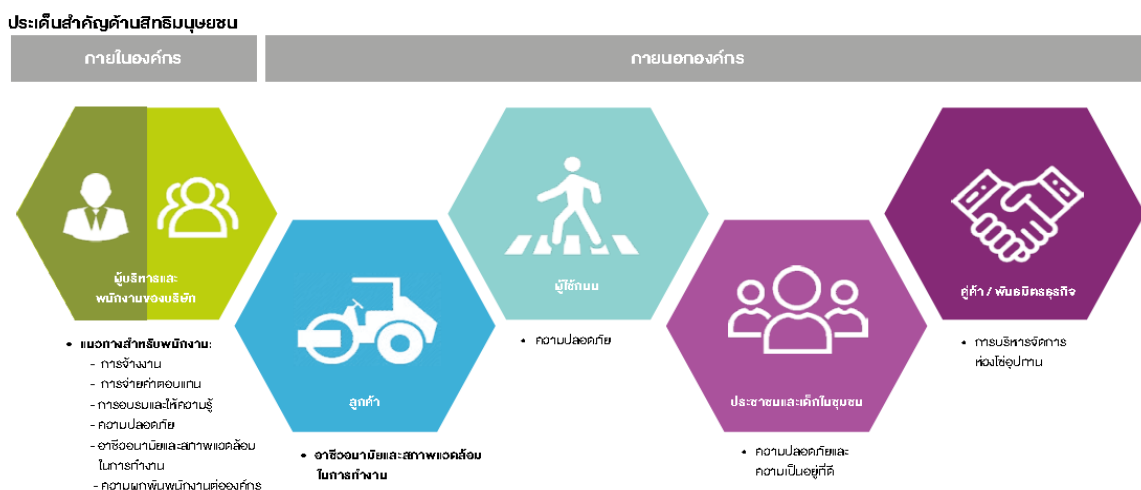 ประเด็นสำคัญด้านสิทธิมนุษยชน
ภายในองค์กร
ภายนอกองค์กร
ผู้บริหารและ
พนักงานของบริษัท
• แนวทางสำหรับพนักงาน:
- การจ้างงาน
- การจ่ายค่าตอบแทน
- การอบรมและให้ความรู้
- ความปลอดภัย
- อาชีวอนามัยและสภาพแวดล้อม
ในการทำงาน
- ความผูกพันพนักงานต่อองค์กร
ลูกค้า
• อาชีวอนามัยและสภาพแวดล้อม
ในการทำงาน
ผู้ใช้ถนน
• ความปลอดภัย
ประชาชนและเด็กในชุมชน
• ความปลอดภัยและ
ความเป็นอยู่ที่ดี
คู่ค้า / พันธมิตรธุรกิจ
• การบริหารจัดการ
ห่วงโซ่อุปทาน